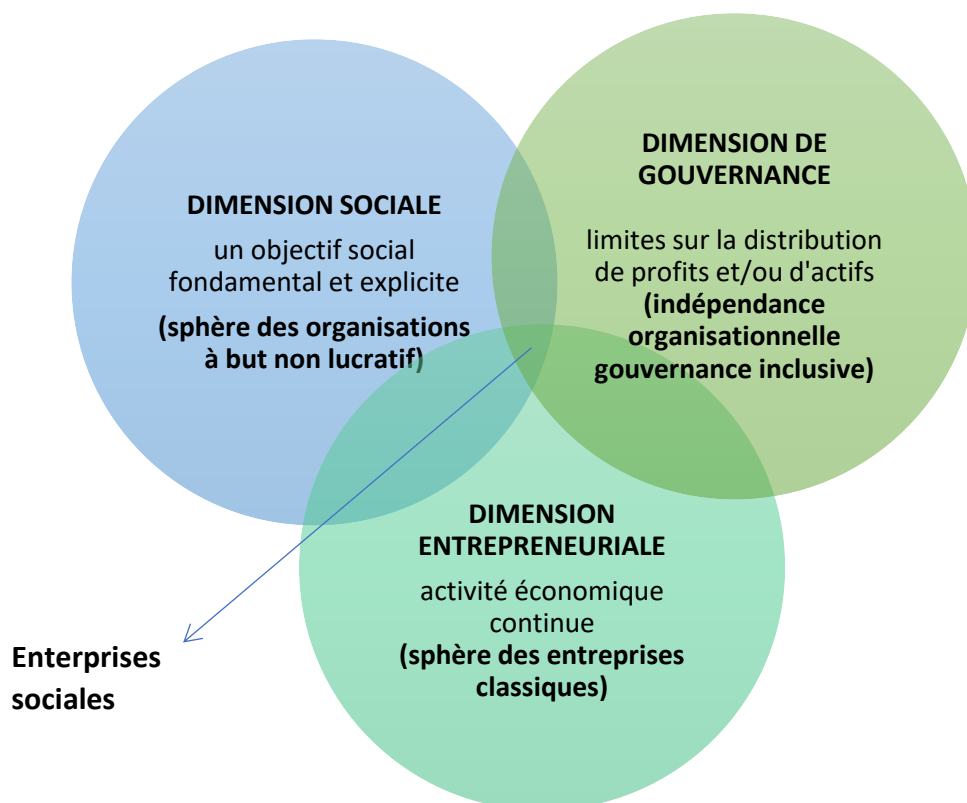 DIMENSION SOCIALE
un objectif social
fondamental et explicite
(sphère des organisations
à but non lucratif)
DIMENSION DE
GOUVERNANCE
limites sur la distribution
de profits et/ou d'actifs
(indépendance
organisationnelle
gouvernance inclusive)
DIMENSION
ENTREPRENEURIALE
activité économique
continue
(sphère des entreprises
classiques)
Enterprises
sociales